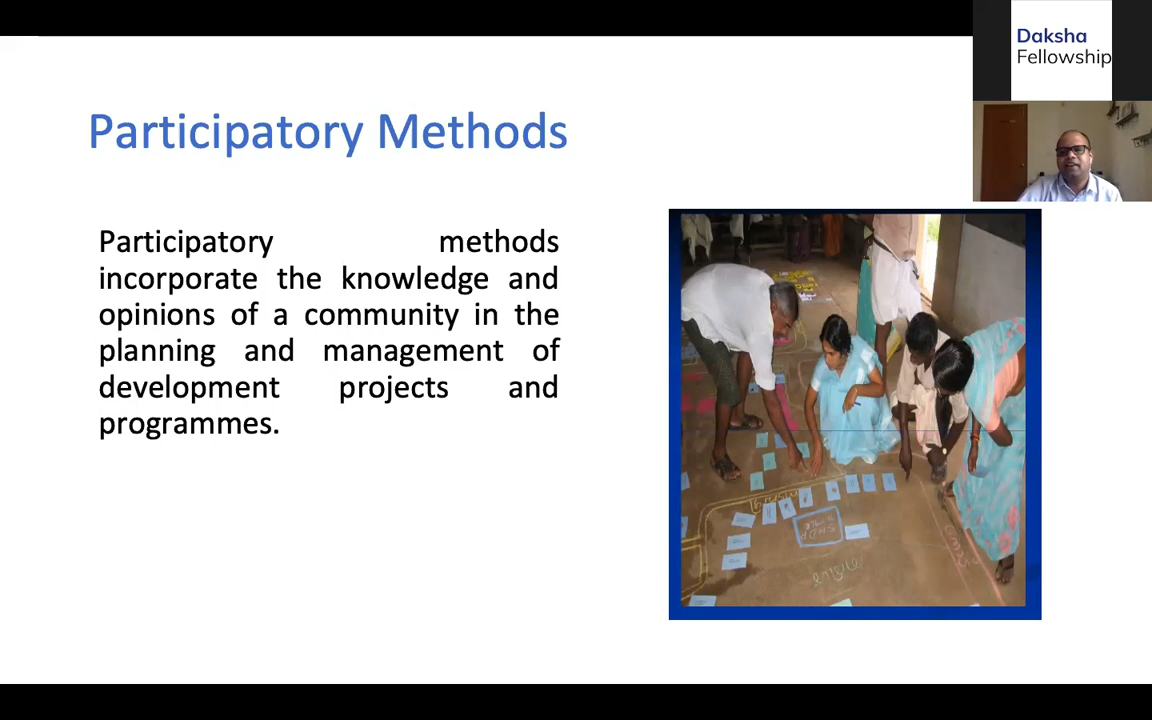 Daksha
Fellowship
Participatory Methods
Participatory methods
incorporate the knowledge and
opinions of a community in the
planning and management of
development projects and
programmes.